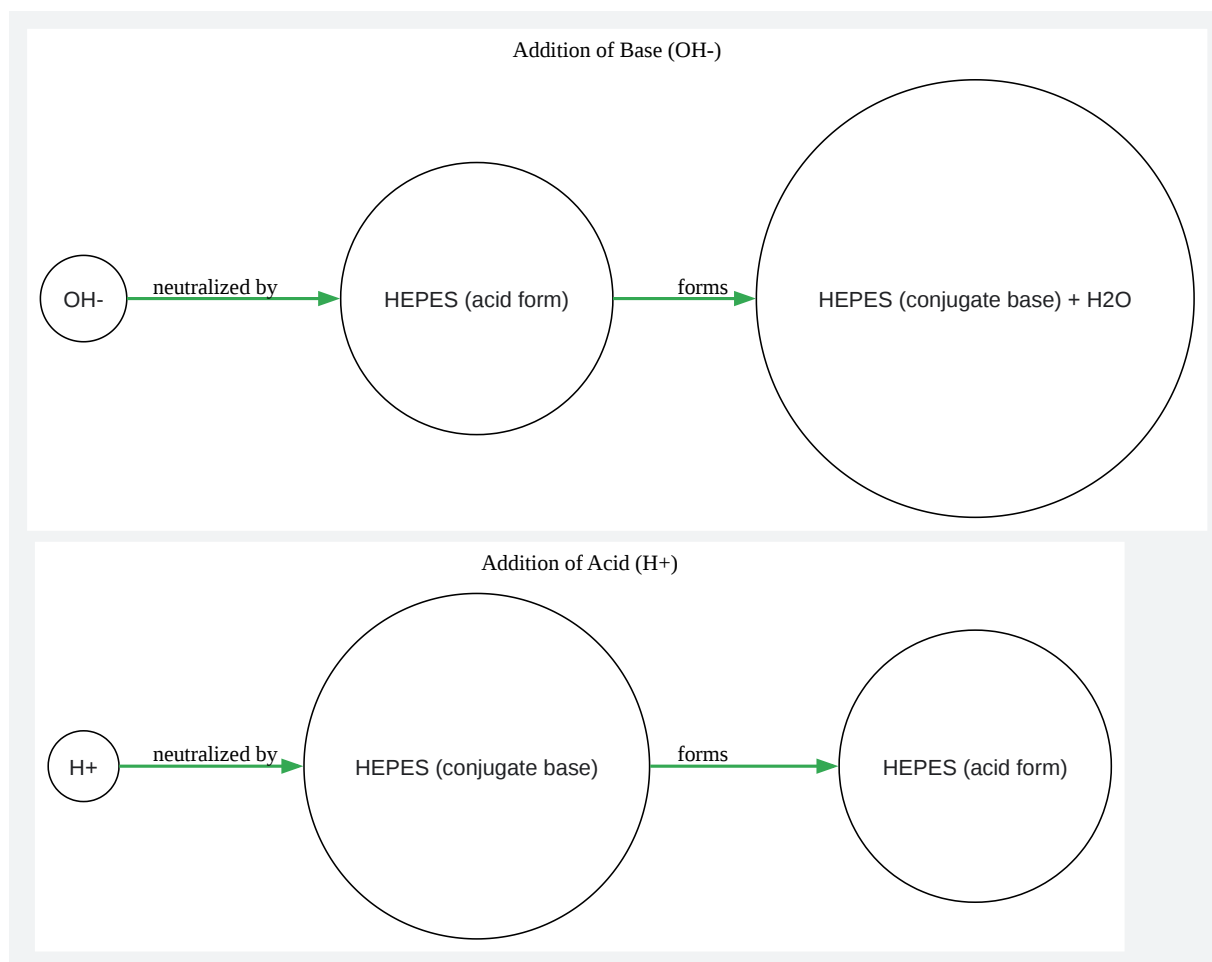 Addition of Base (OH-)
OH-
neutralized by
HEPES (acid form)
forms
HEPES (conjugate base) + H2O
Addition of Acid (H+)
H+
neutralized by
HEPES (conjugate base)
forms
HEPES (acid form)